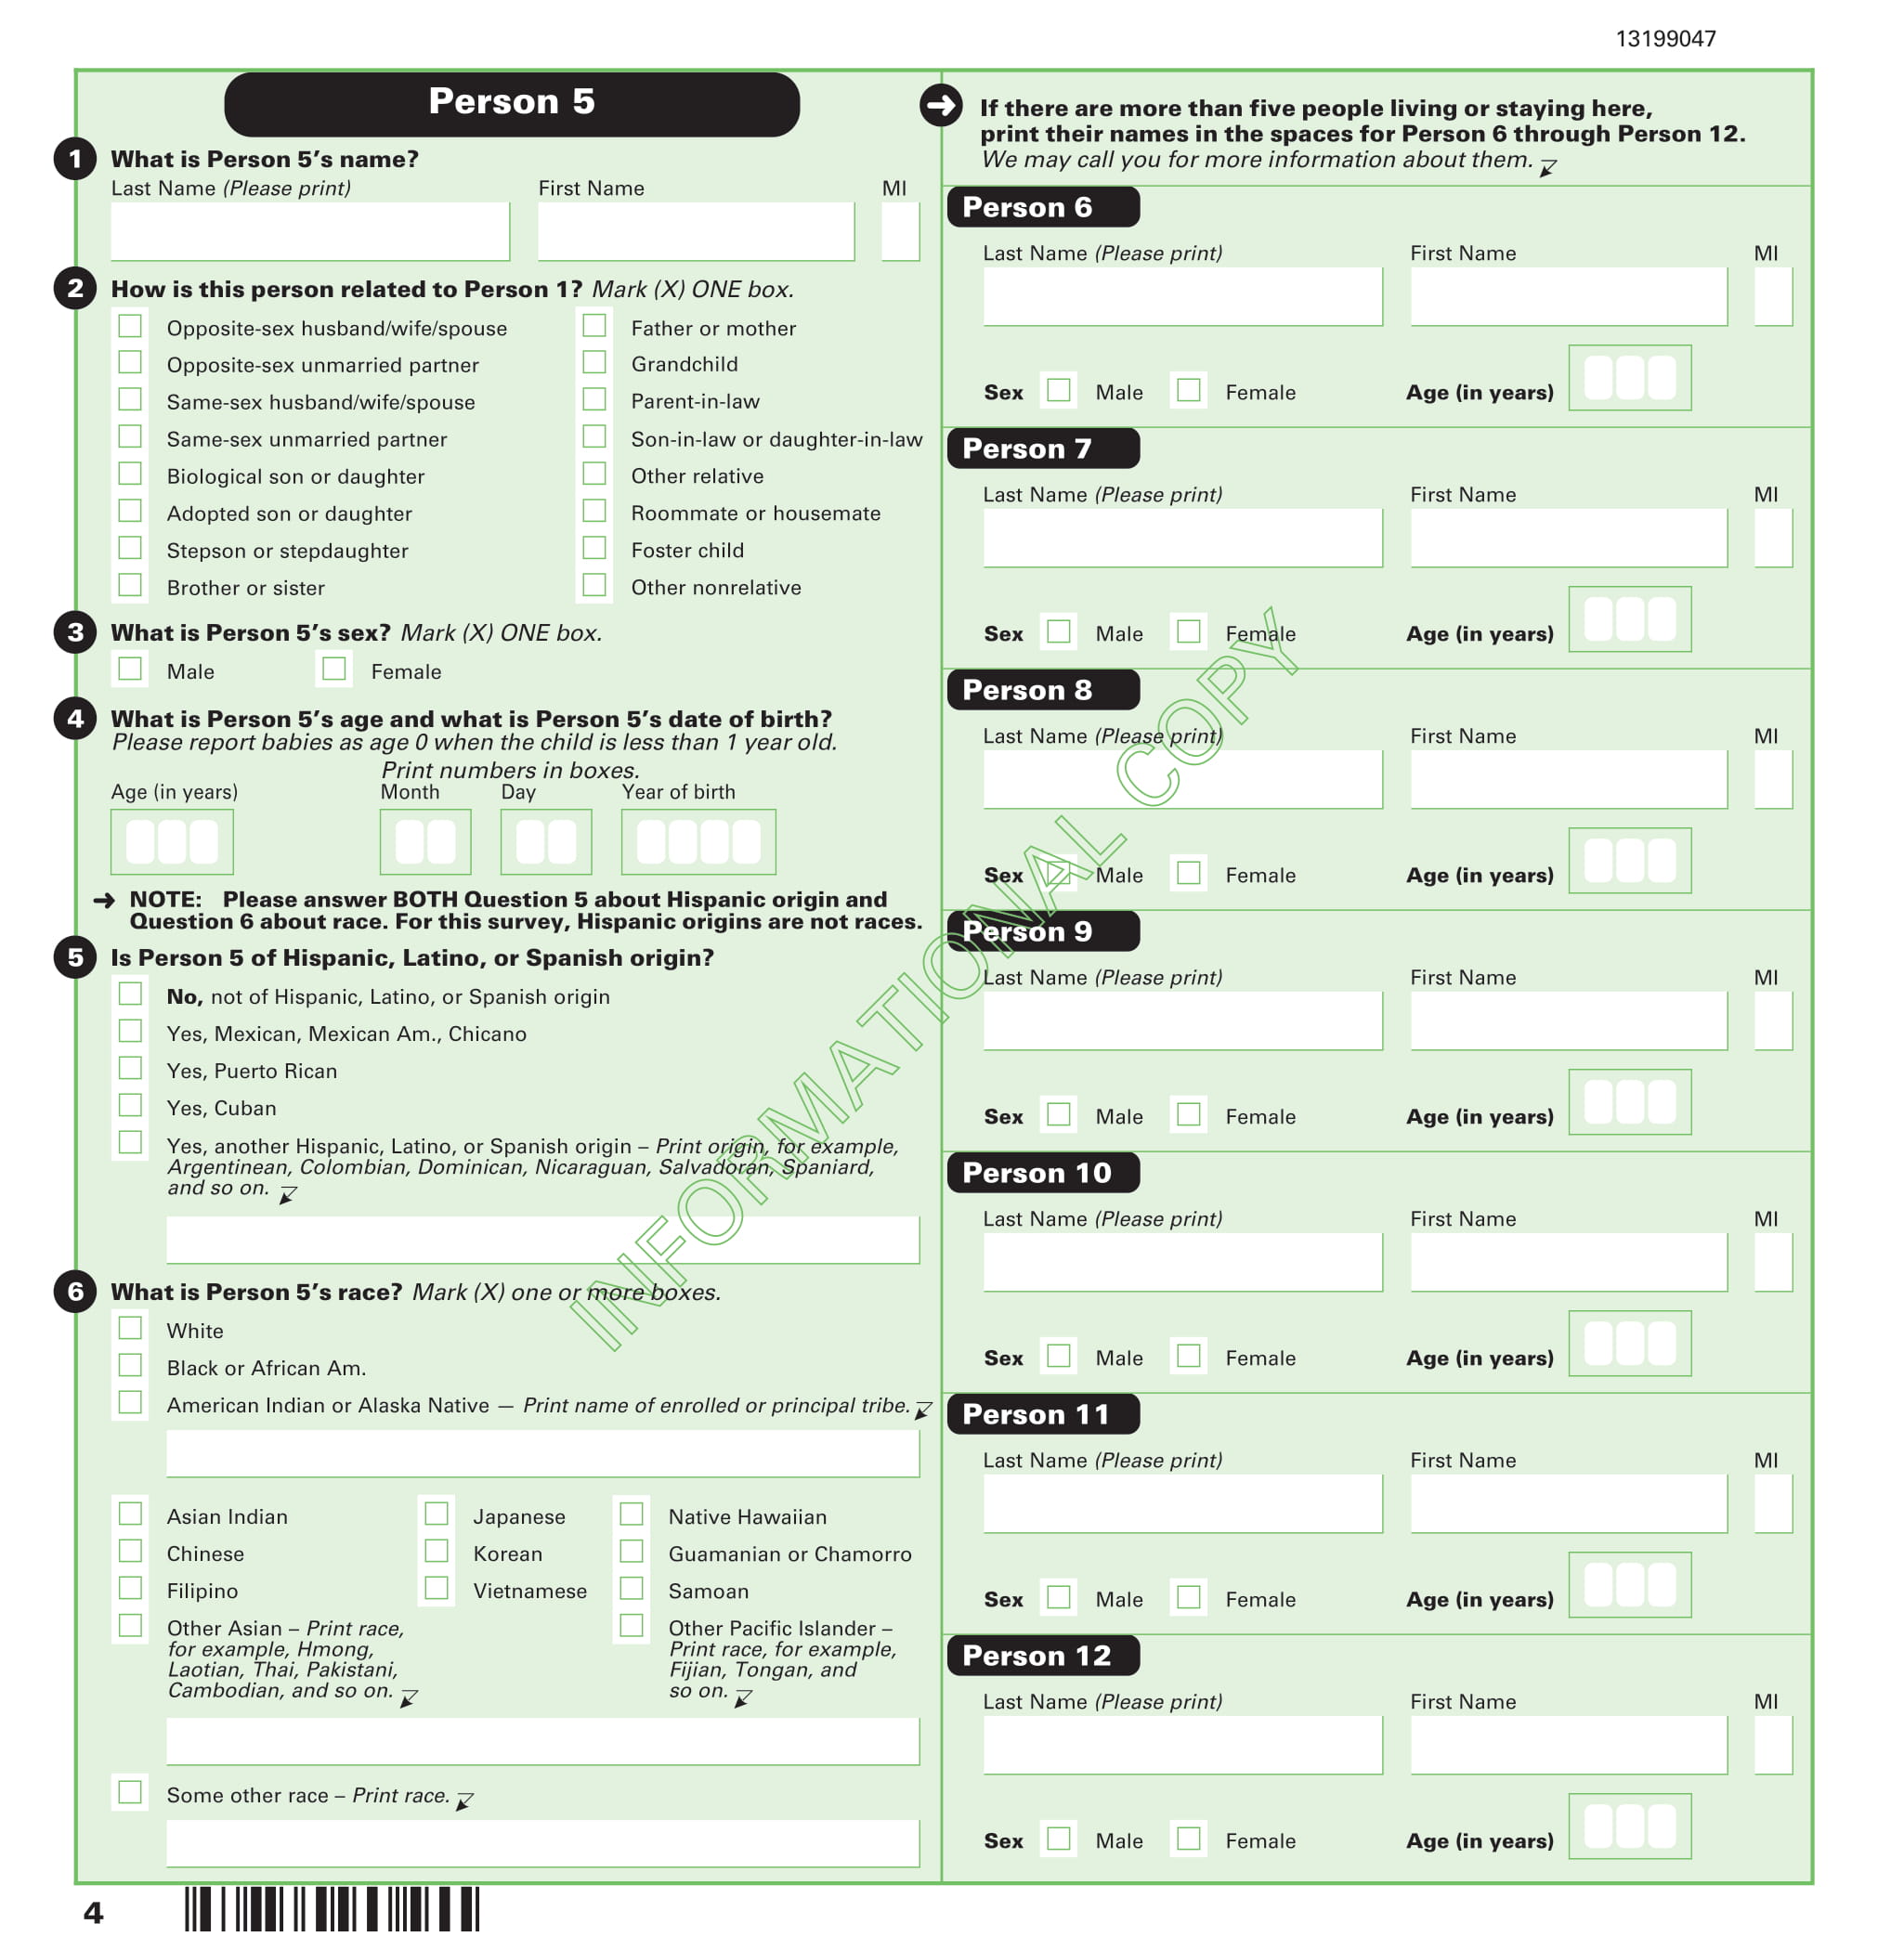 13199047
Person 5
1 What is Person 5’s name?
Last Name (Please print) First Name MI
2 How is this person related to Person 1? Mark (X) ONE box.
Opposite-sex husband/wife/spouse
Opposite-sex unmarried partner
Same-sex husband/wife/spouse
Same-sex unmarried partner
Biological son or daughter
Adopted son or daughter
Stepson or stepdaughter
Brother or sister
Father or mother
Grandchild
Parent-in-law
Son-in-law or daughter-in-law
Other relative
Roommate or housemate
Foster child
Other nonrelative
3 What is Person 5’s sex? Mark (X) ONE box.
Male Female
4 What is Person 5’s age and what is Person 5’s date of birth?
Please report babies as age 0 when the child is less than 1 year old.
Print numbers in boxes.
Age (in years) Month Day Year of birth
NOTE: Please answer BOTH Question 5 about Hispanic origin and
Question 6 about race. For this survey, Hispanic origins are not races.
5 Is Person 5 of Hispanic, Latino, or Spanish origin?
No, not of Hispanic, Latino, or Spanish origin
Yes, Mexican, Mexican Am., Chicano
Yes, Puerto Rican
Yes, Cuban
Yes, another Hispanic, Latino, or Spanish origin – Print origin, for example,
Argentinean, Colombian, Dominican, Nicaraguan, Salvadoran, Spaniard,
and so on.
6 What is Person 5’s race? Mark (X) one or more boxes.
White
Black or African Am.
American Indian or Alaska Native — Print name of enrolled or principal tribe.
Asian Indian
Chinese
Filipino
Other Asian – Print race,
for example, Hmong,
Laotian, Thai, Pakistani,
Cambodian, and so on.
Japanese
Korean
Vietnamese
Native Hawaiian
Guamanian or Chamorro
Samoan
Other Pacific Islander –
Print race, for example,
Fijian, Tongan, and
so on.
Some other race – Print race.
If there are more than five people living or staying here,
print their names in the spaces for Person 6 through Person 12.
We may call you for more information about them.
Person 6
Last Name (Please print) First Name MI
Sex Male Female Age (in years)
Person 7
Last Name (Please print) First Name MI
Sex Male Female Age (in years)
Person 8
Last Name (Please print) First Name MI
Sex Male Female Age (in years)
Person 9
Last Name (Please print) First Name MI
Sex Male Female Age (in years)
Person 10
Last Name (Please print) First Name MI
Sex Male Female Age (in years)
Person 11
Last Name (Please print) First Name MI
Sex Male Female Age (in years)
Person 12
Last Name (Please print) First Name MI
Sex Male Female Age (in years)
INFORMATIONAL COPY
4